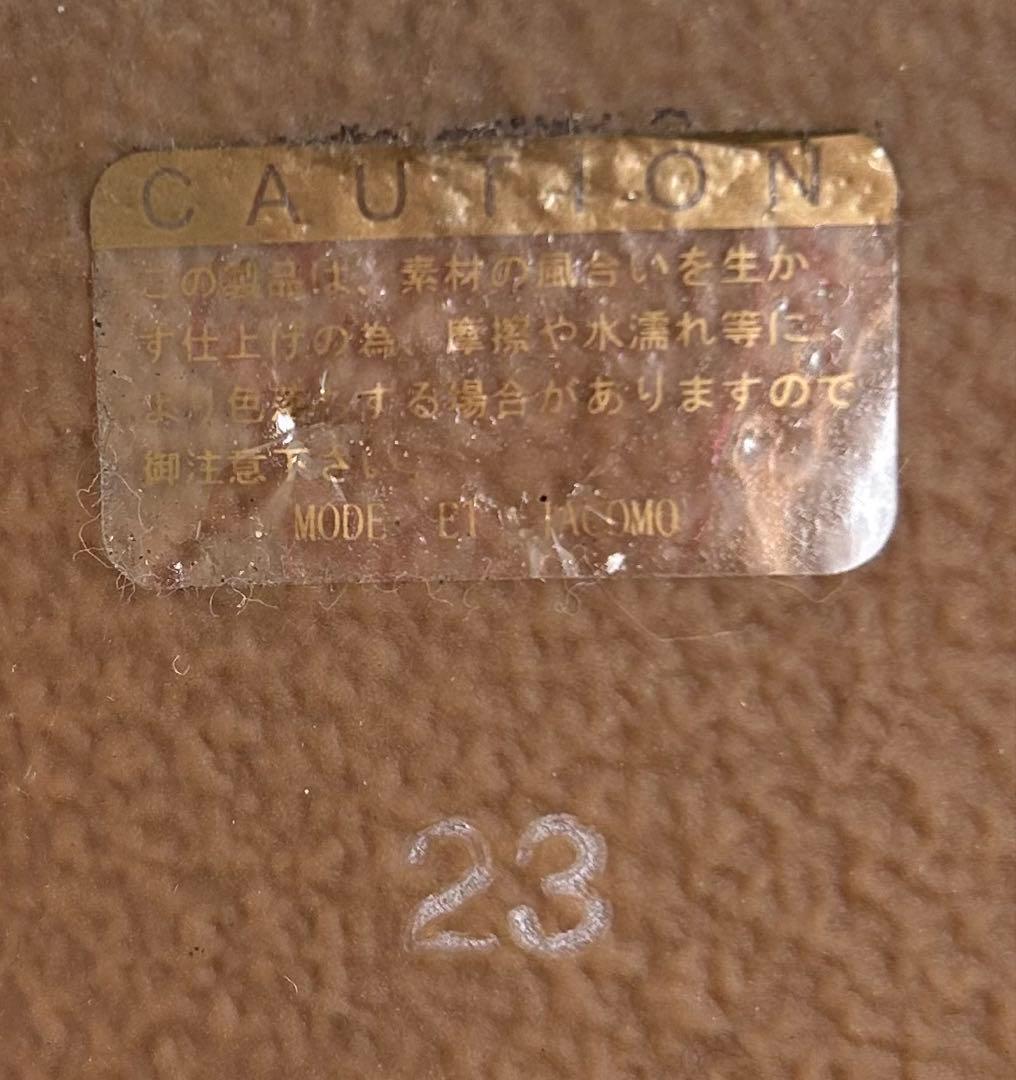 CAUTION
この製品は、素材の風合いを生か
す仕上げの為、摩擦や水濡れ等に
より色落ちする場合がありますので
御注意下さい。
MODE ET JACOMO
23